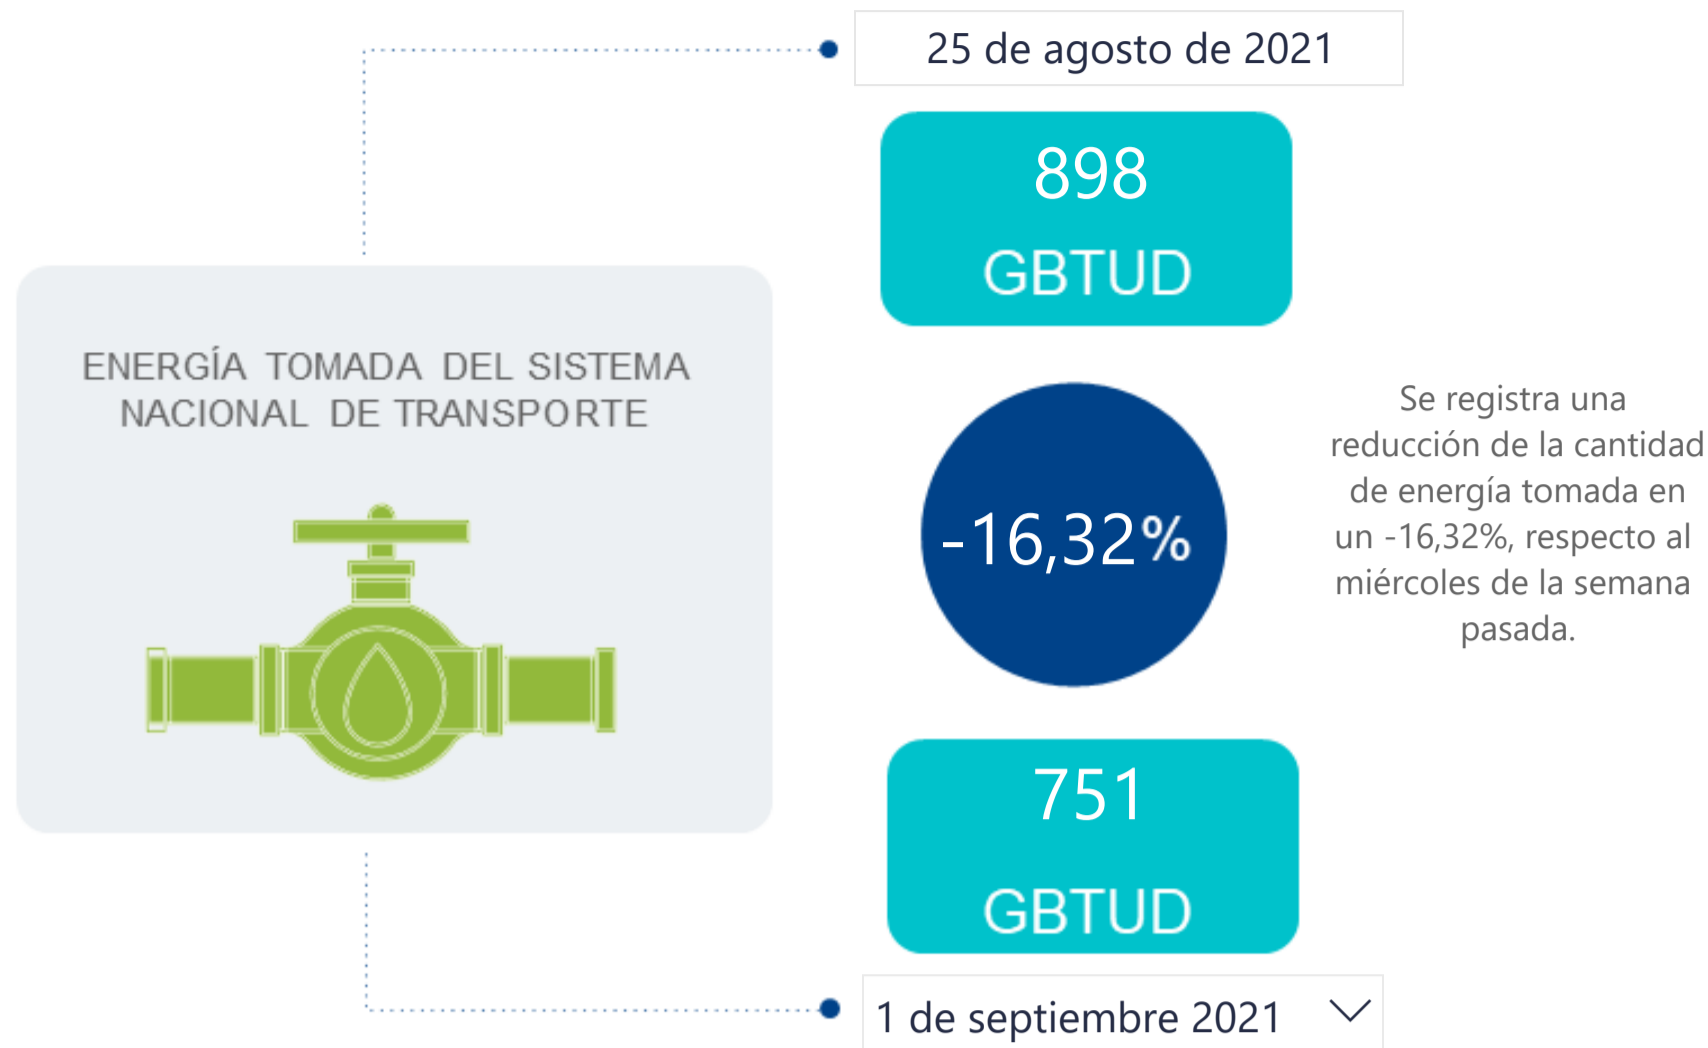 25 de agosto de 2021
898
GBTUD
ENERGÍA TOMADA DEL SISTEMA
NACIONAL DE TRANSPORTE
-16,32%
Se registra una
reducción de la cantidad
de energía tomada en
un -16,32%, respecto al
miércoles de la semana
pasada.
751
GBTUD
1 de septiembre 2021